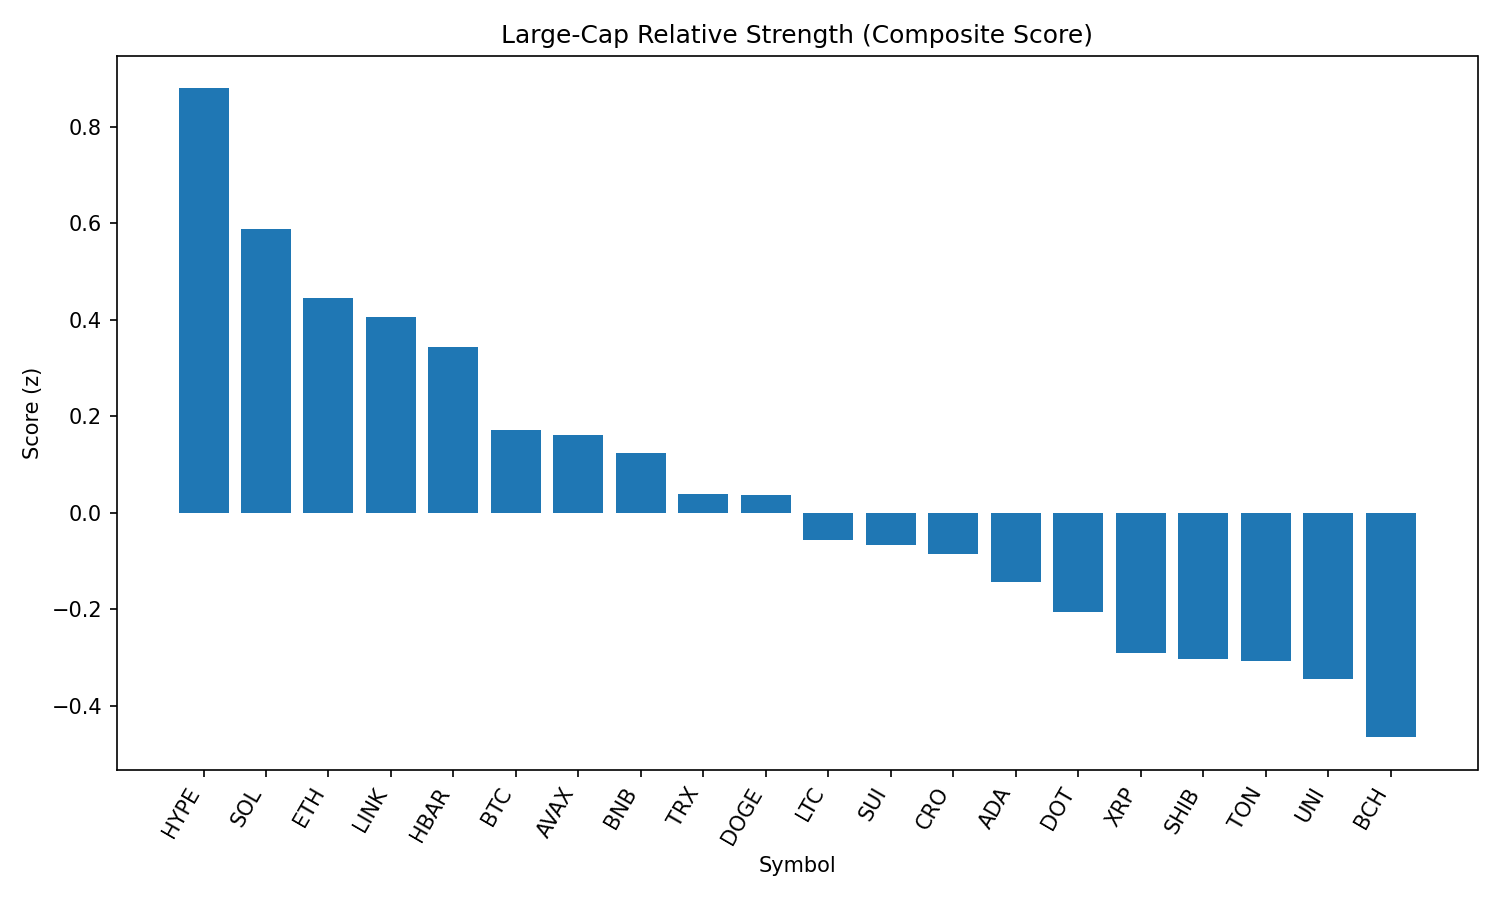 Large-Cap Relative Strength (Composite Score)
Score (z)
0.8
0.6
0.4
0.2
0.0
−0.2
−0.4
HYPE
SOL
ETH
LINK
HBAR
BTC
AVAX
BNB
TRX
DOGE
LTC
SUI
CRO
ADA
DOT
XRP
SHIB
TON
UNI
BCH
Symbol